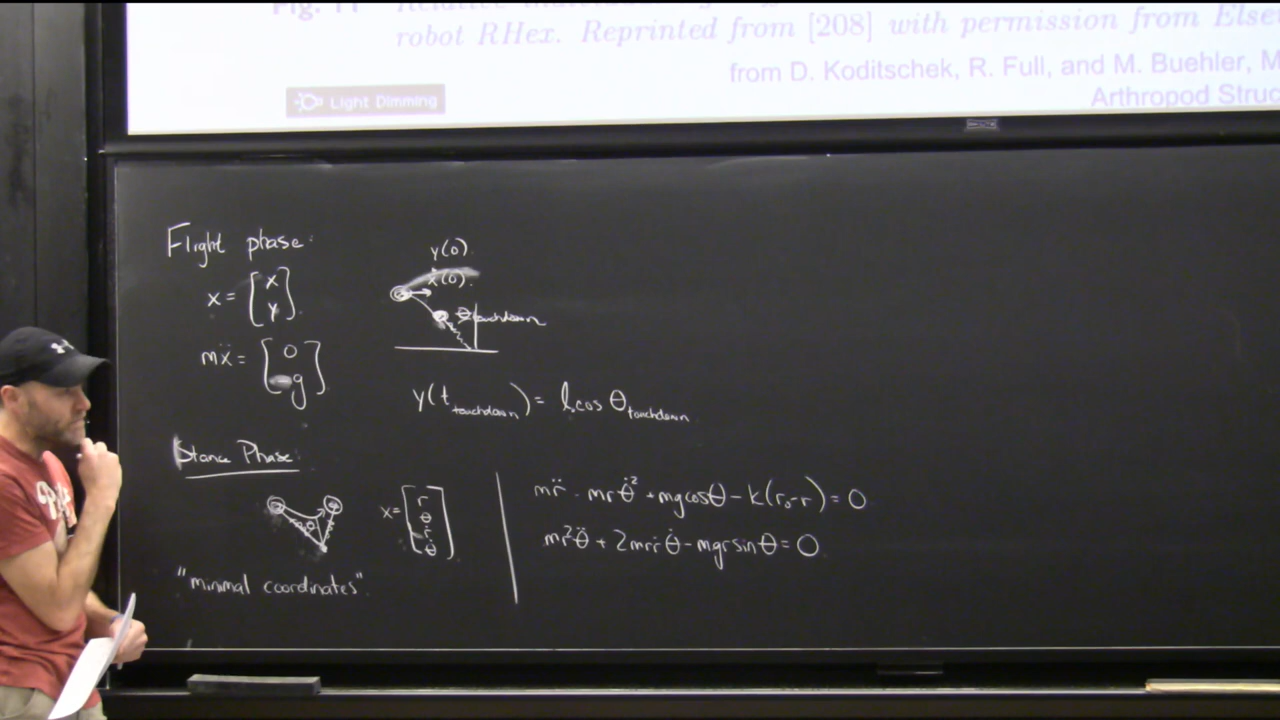 robot RHex. Reprinted from [208] with permission from Else
from D. Koditschek, R. Full, and M. Buehler, M
Arthropod Struc
Light Dimming
Flight phase:
x = [x y]
mẍ = [0 -g]
y(0)
ẋ(0)
θtouchdown
y(t_touchdown) = l cos θ_touchdown
Stance Phase:
x = [r θ ṙ θ̇]
"minimal coordinates"
mr̈ - mrθ̇² + mgcosθ - k(r₀-r) = 0
mr²θ̈ + 2mrṙθ̇ - mgrsinθ = 0